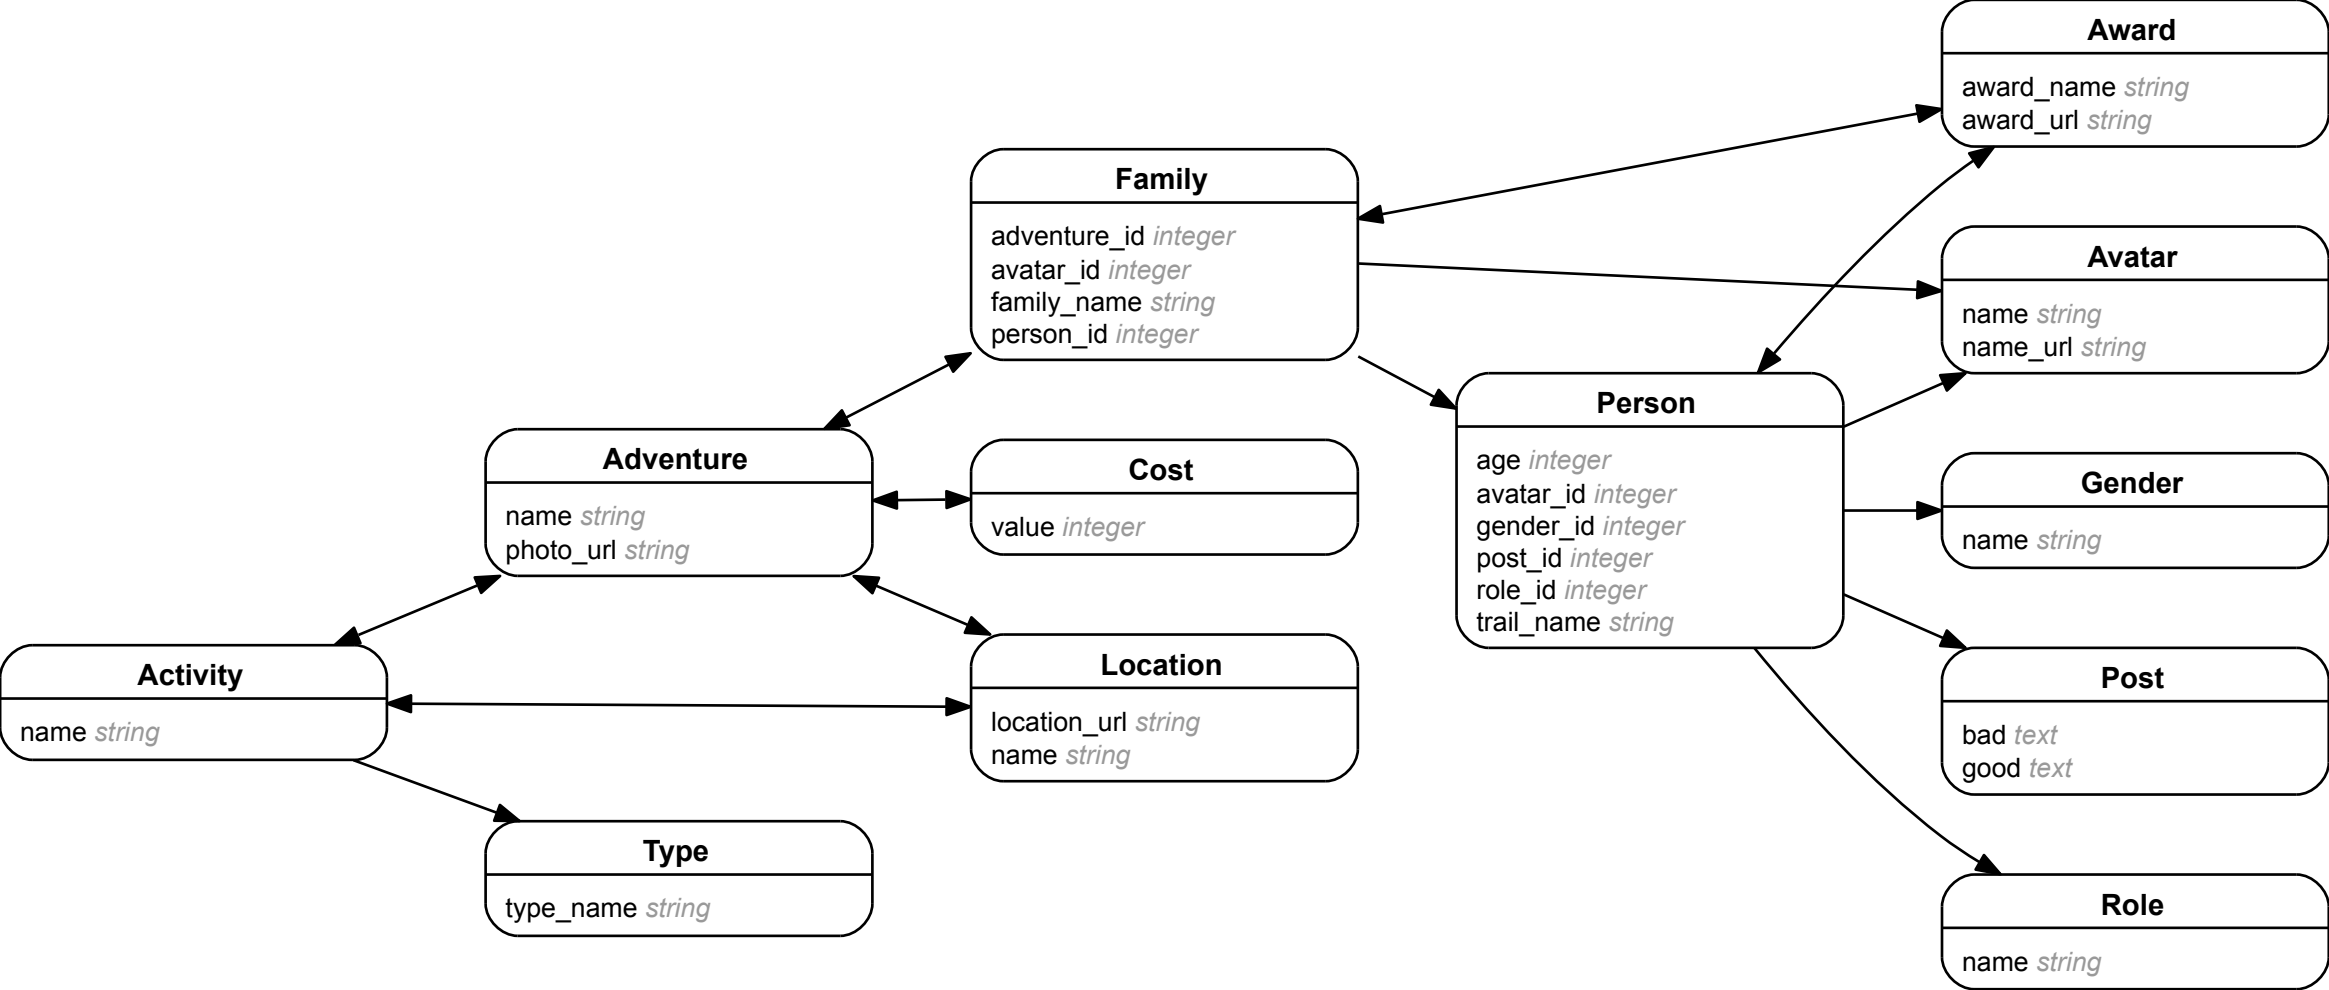 Award
award_name string
award_url string
Family
adventure_id integer
avatar_id integer
family_name string
person_id integer
Avatar
name string
name_url string
Person
age integer
avatar_id integer
gender_id integer
post_id integer
role_id integer
trail_name string
Adventure
name string
photo_url string
Cost
value integer
Gender
name string
Activity
name string
Location
location_url string
name string
Post
bad text
good text
Type
type_name string
Role
name string